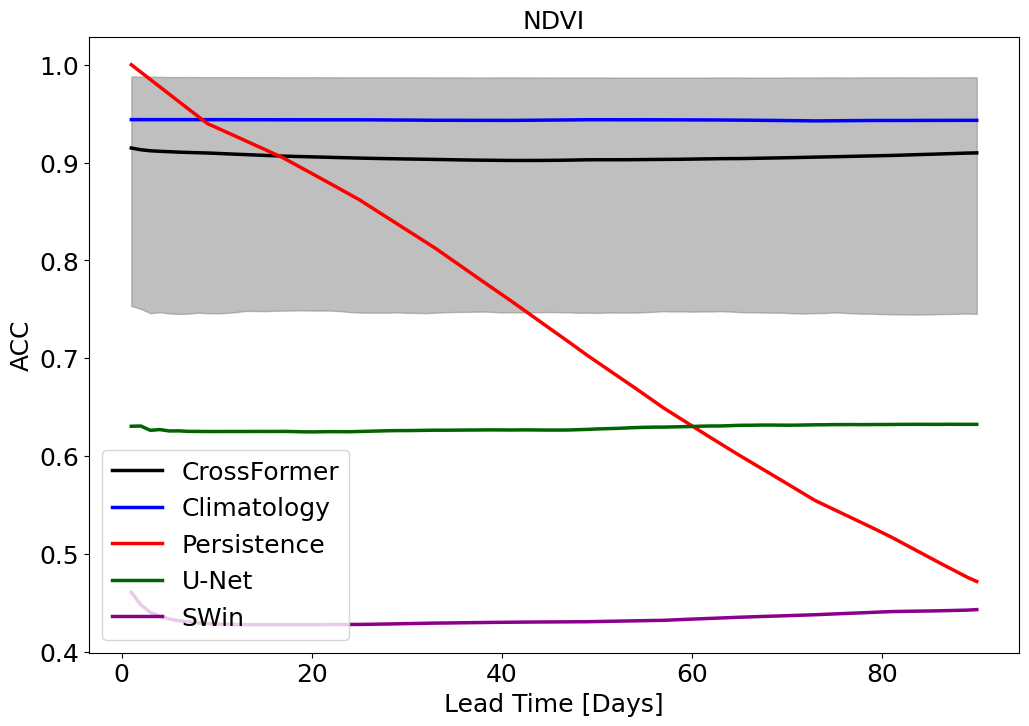 NDVI
1.0
0.9
0.8
0.7
0.6
0.5
0.4
ACC
CrossFormer
Climatology
Persistence
U-Net
SWin
0 20 40 60 80
Lead Time [Days]